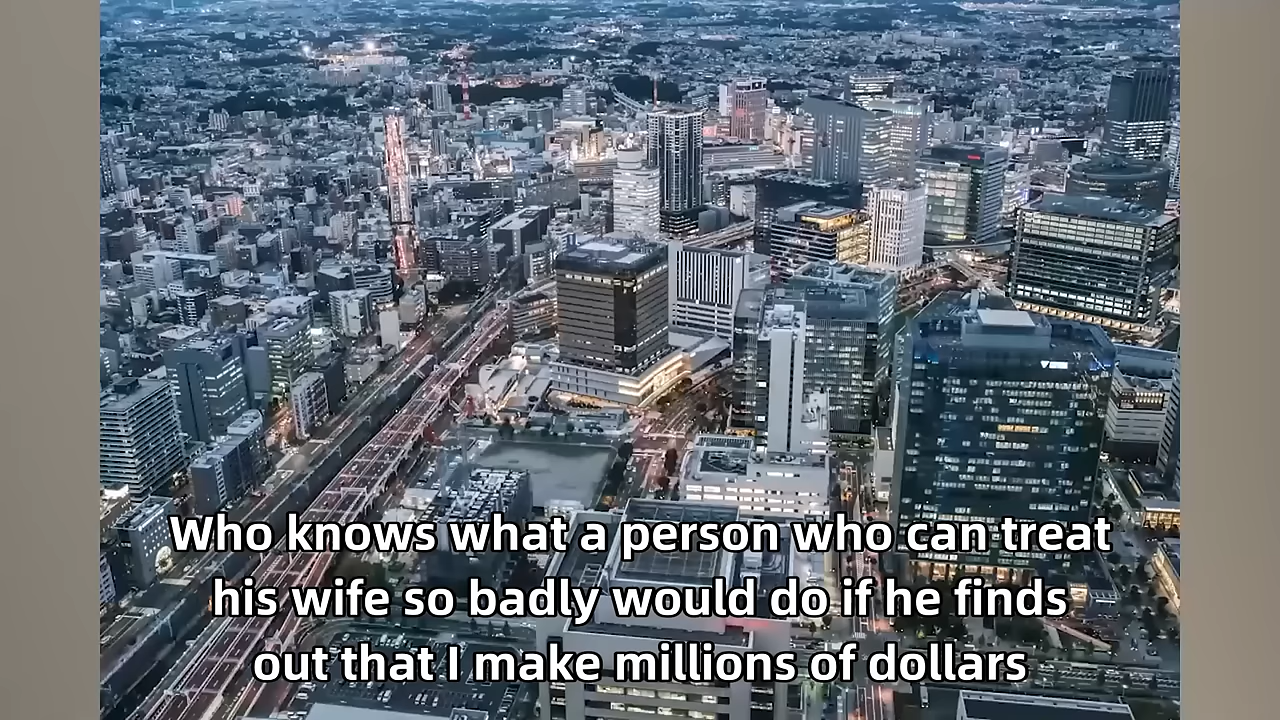 Who knows what a person who can treat
his wife so badly would do if he finds
out that I make millions of dollars